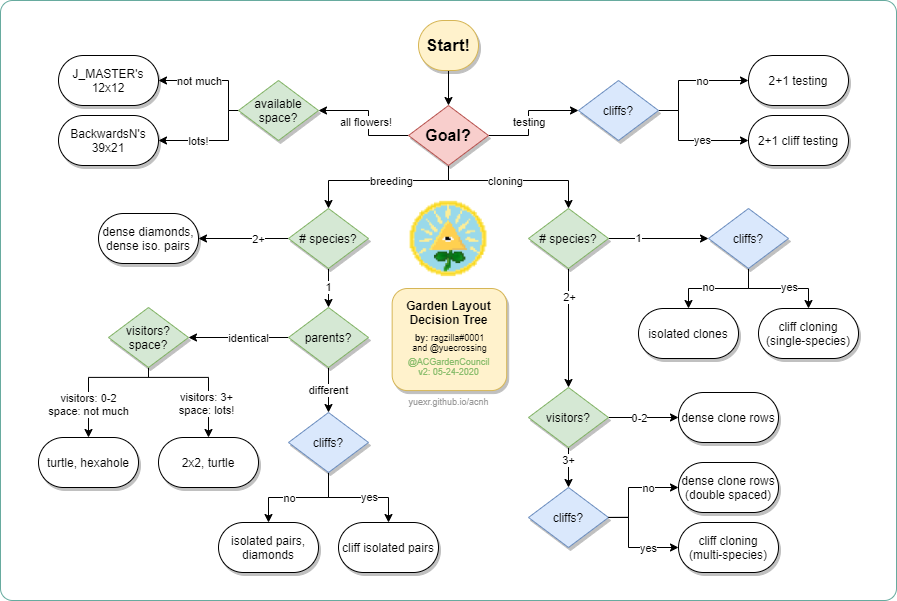 Start!
J_MASTER's
12x12
not much
available
space?
all flowers!
Goal?
testing
cliffs?
no
2+1 testing
BackwardsN's
39x21
lots!
yes
2+1 cliff testing
breeding
cloning
dense diamonds,
dense iso. pairs
2+
# species?
# species?
1
cliffs?
1
2+
no
yes
Garden Layout
Decision Tree
by: ragzilla#0001
and @yuecrossing
@ACGardenCouncil
v2: 05-24-2020
yuexr.github.io/acnh
isolated clones
cliff cloning
(single-species)
visitors?
space?
identical
parents?
different
visitors: 0-2
space: not much
visitors: 3+
space: lots!
turtle, hexahole
2x2, turtle
cliffs?
no
yes
isolated pairs,
diamonds
cliff isolated pairs
visitors?
0-2
dense clone rows
3+
cliffs?
no
dense clone rows
(double spaced)
yes
cliff cloning
(multi-species)